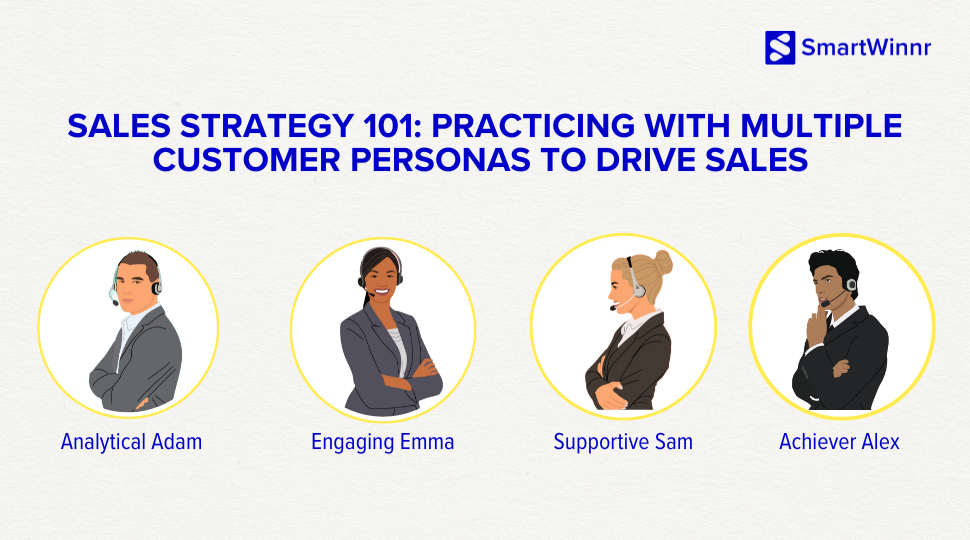 SmartWinnr
SALES STRATEGY 101: PRACTICING WITH MULTIPLE
CUSTOMER PERSONAS TO DRIVE SALES
Analytical Adam
Engaging Emma
Supportive Sam
Achiever Alex